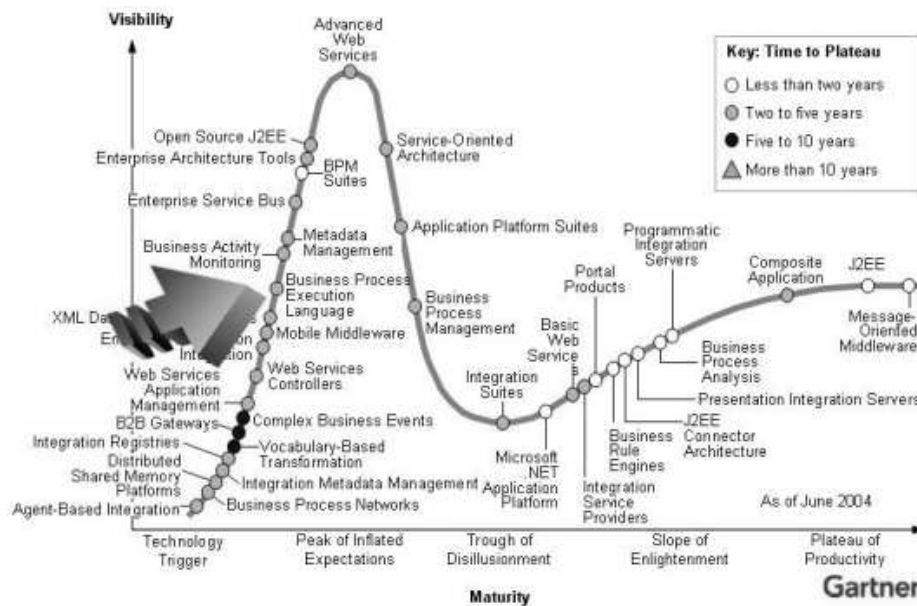 Visibility
Advanced
Web
Services
Key: Time to Plateau
Less than two years
Two to five years
Five to 10 years
More than 10 years
Open Source J2EE
Enterprise Architecture Tools
BPM
Suites
Enterprise Service Bus
Service-Oriented
Architecture
Metadata
Management
Business Activity
Monitoring
Application Platform Suites
Business Process
Execution
Language
XML
Mobile Middleware
Business
Process
Management
Web Services
Controllers
Web Services
Application
Management
B2B Gateways
Complex Business Events
Integration Registries
Vocabulary-Based
Transformation
Distributed
Shared Memory
Platforms
Integration Metadata Management
Agent-Based Integration
Business Process Networks
Integration
Suites
Microsoft
.NET
Application
Platform
Basic
Web
Service
s
Integration
Service
Providers
Portal
Products
Business
Rule
Engines
J2EE
Connector
Architecture
Presentation Integration Servers
Business
Process
Analysis
Programmatic
Integration
Servers
Composite
Application
J2EE
Message-
Oriented
Middleware
As of June 2004
Technology
Trigger
Peak of Inflated
Expectations
Trough of
Disillusionment
Slope of
Enlightenment
Plateau of
Productivity
Maturity
Gartner